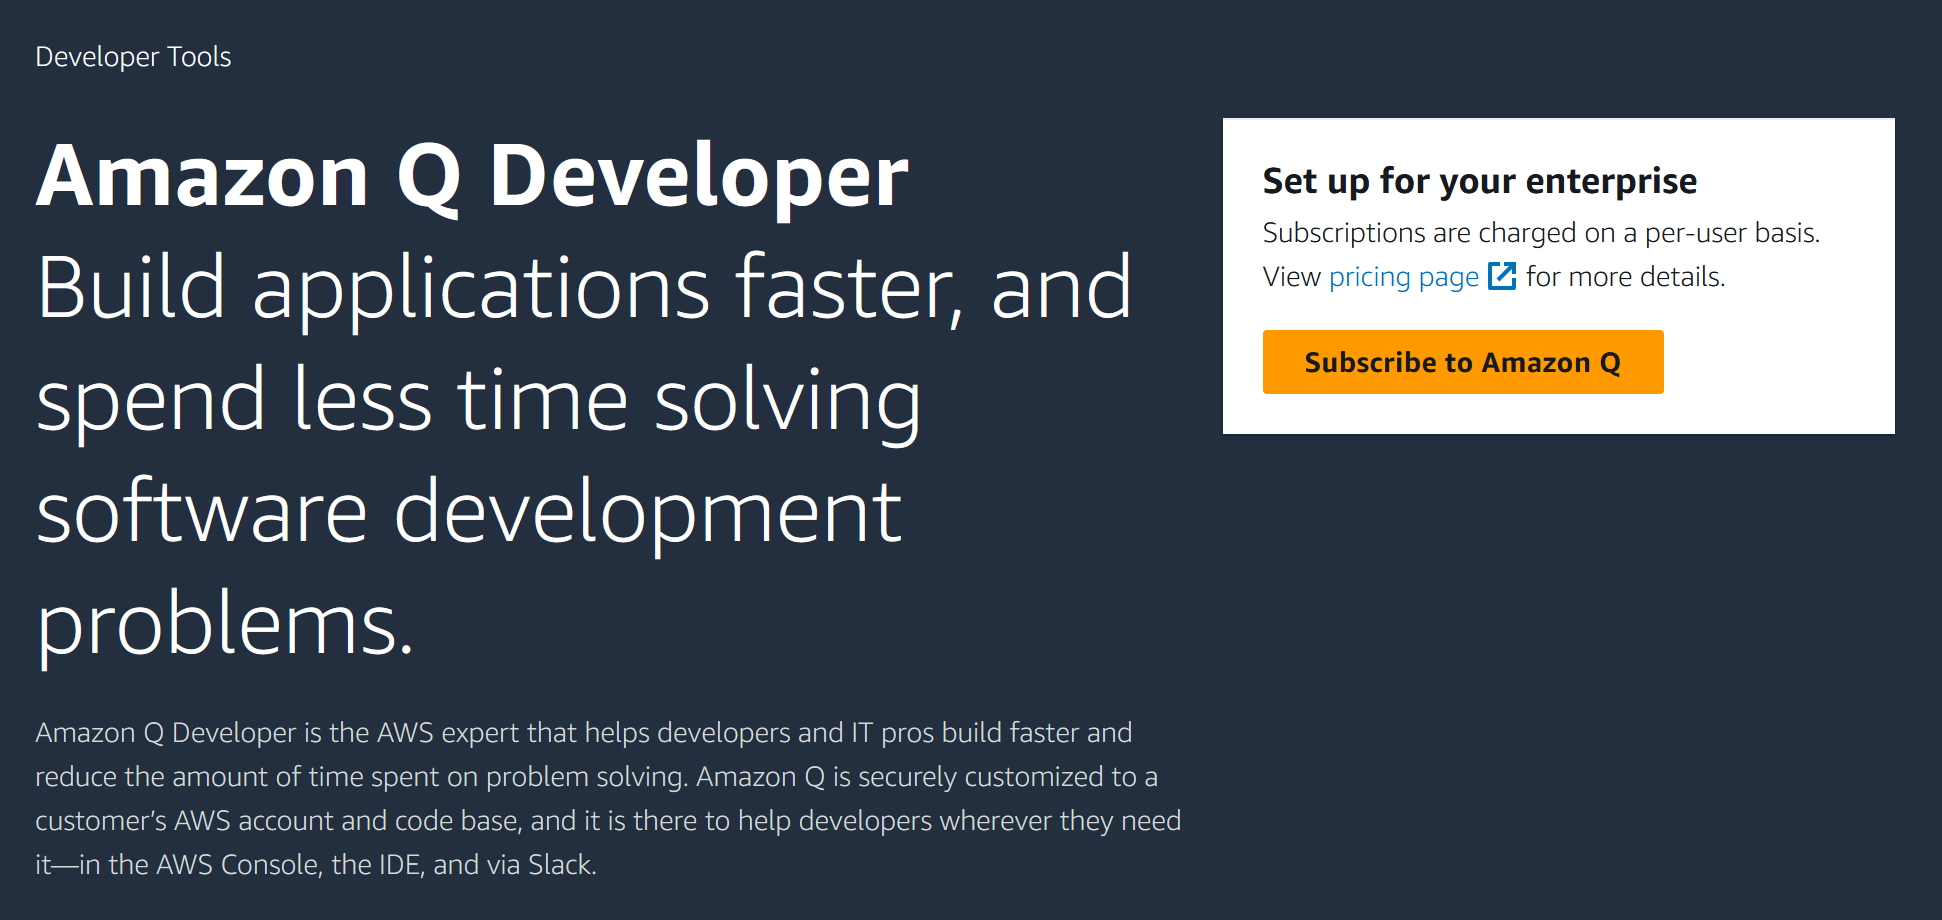 Developer Tools
Amazon Q Developer
Build applications faster, and
spend less time solving
software development
problems.
Amazon Q Developer is the AWS expert that helps developers and IT pros build faster and
reduce the amount of time spent on problem solving. Amazon Q is securely customized to a
customer’s AWS account and code base, and it is there to help developers wherever they need
it—in the AWS Console, the IDE, and via Slack.
Set up for your enterprise
Subscriptions are charged on a per-user basis.
View pricing page for more details.
Subscribe to Amazon Q